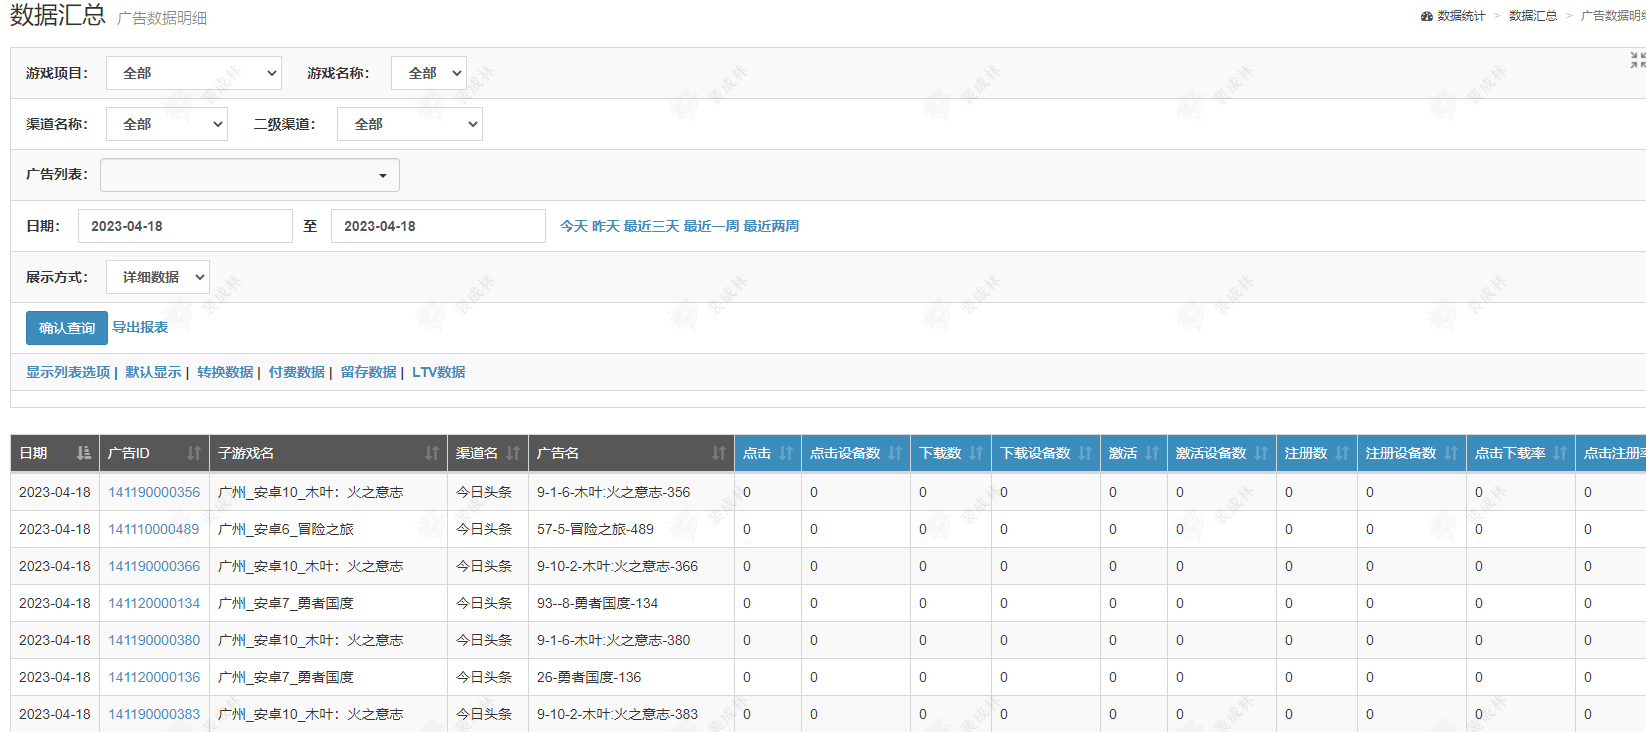 数据汇总 广告数据明细
数据统计 > 数据汇总 > 广告数据明细
游戏项目： 全部 游戏名称： 全部
渠道名称： 全部 二级渠道： 全部
广告列表：
日期： 2023-04-18 至 2023-04-18 今天 昨天 最近三天 最近一周 最近两周
展示方式： 详细数据
确认查询 导出报表
显示列表选项 | 默认显示 | 转换数据 | 付费数据 | 留存数据 | LTV数据
日期 广告ID 子游戏名 渠道名 广告名 点击 点击设备数 下载数 下载设备数 激活 激活设备数 注册数 注册设备数 点击下载率 点击注册率
2023-04-18 141190000356 广州_安卓10_木叶：火之意志 今日头条 9-1-6-木叶:火之意志-356 0 0 0 0 0 0 0 0 0 0
2023-04-18 141110000489 广州_安卓6_冒险之旅 今日头条 57-5-冒险之旅-489 0 0 0 0 0 0 0 0 0 0
2023-04-18 141190000366 广州_安卓10_木叶：火之意志 今日头条 9-10-2-木叶:火之意志-366 0 0 0 0 0 0 0 0 0 0
2023-04-18 141120000134 广州_安卓7_勇者国度 今日头条 93--8-勇者国度-134 0 0 0 0 0 0 0 0 0 0
2023-04-18 141190000380 广州_安卓10_木叶：火之意志 今日头条 9-1-6-木叶:火之意志-380 0 0 0 0 0 0 0 0 0 0
2023-04-18 141120000136 广州_安卓7_勇者国度 今日头条 26-勇者国度-136 0 0 0 0 0 0 0 0 0 0
2023-04-18 141190000383 广州_安卓10_木叶：火之意志 今日头条 9-10-2-木叶:火之意志-383 0 0 0 0 0 0 0 0 0 0